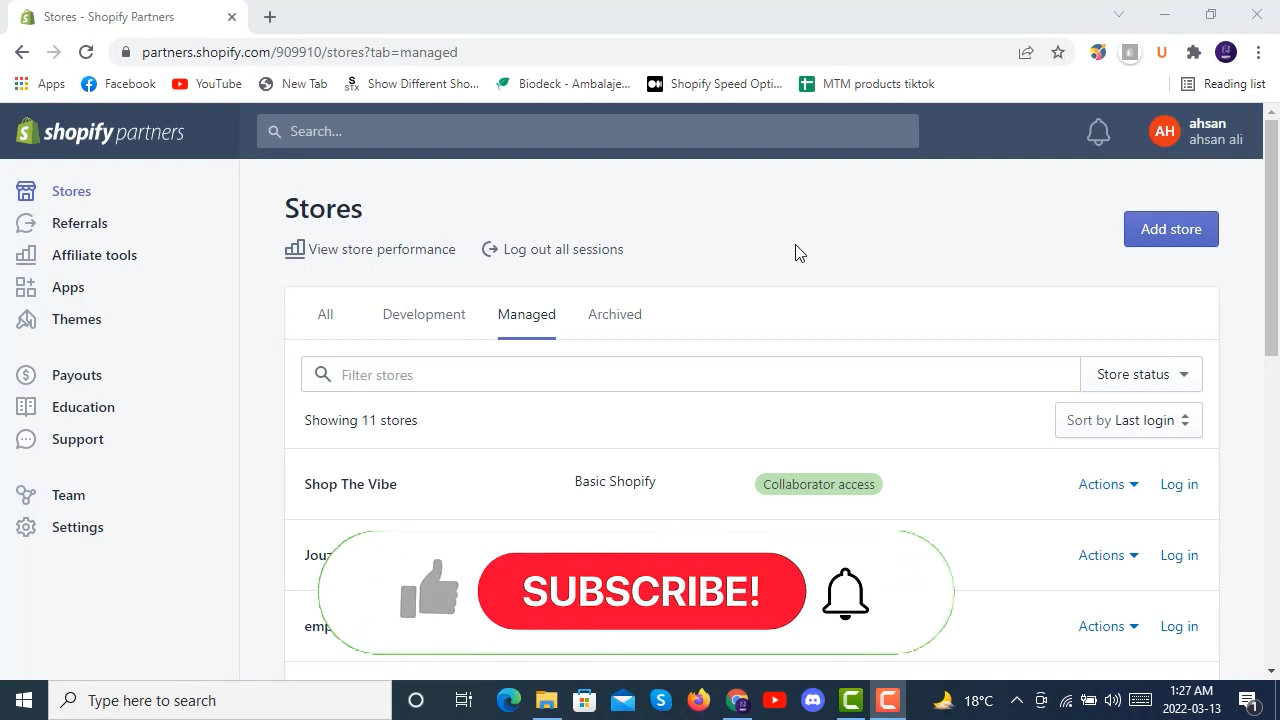 Stores - Shopify Partners
partners.shopify.com/909910/stores?tab=managed
Apps Facebook YouTube New Tab Show Different Sho... Biodeck - Ambalaje... Shopify Speed Opti... MTM products tiktok Reading list
shopify partners
Search...
AH
ahsan
ahsan ali
Stores
Referrals
Affiliate tools
Apps
Themes
Payouts
Education
Support
Team
Settings
Stores
View store performance Log out all sessions
Add store
All Development Managed Archived
Filter stores
Store status
Showing 11 stores
Sort by Last login
Shop The Vibe Basic Shopify Collaborator access Actions Log in
Actions Log in
emp Actions Log in
SUBSCRIBE!
Type here to search
18°C
1:27 AM
2022-03-13
1